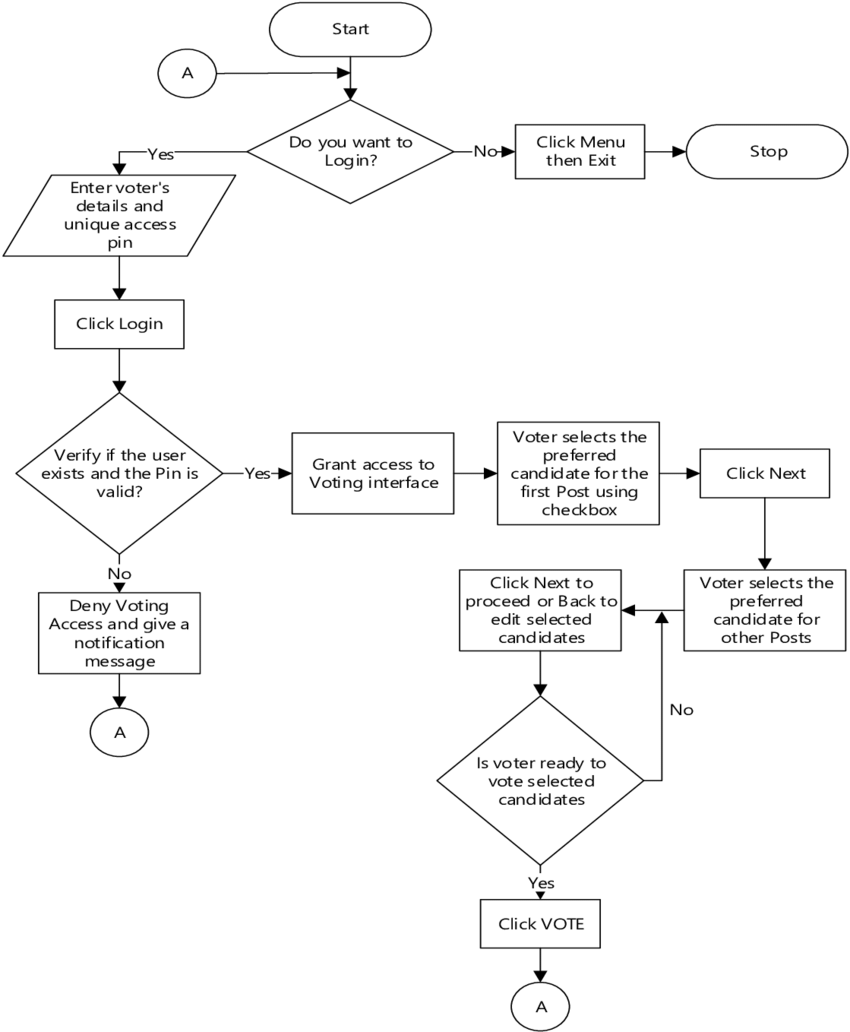 Start
A
Do you want to
Login?
Yes
No
Click Menu
then Exit
Stop
Enter voter's
details and
unique access
pin
Click Login
Verify if the user
exists and the Pin is
valid?
Yes
Grant access to
Voting interface
Voter selects the
preferred
candidate for the
first Post using
checkbox
Click Next
No
Deny Voting
Access and give a
notification
message
A
Voter selects the
preferred
candidate for
other Posts
Click Next to
proceed or Back to
edit selected
candidates
No
Is voter ready to
vote selected
candidates
Yes
Click VOTE
A